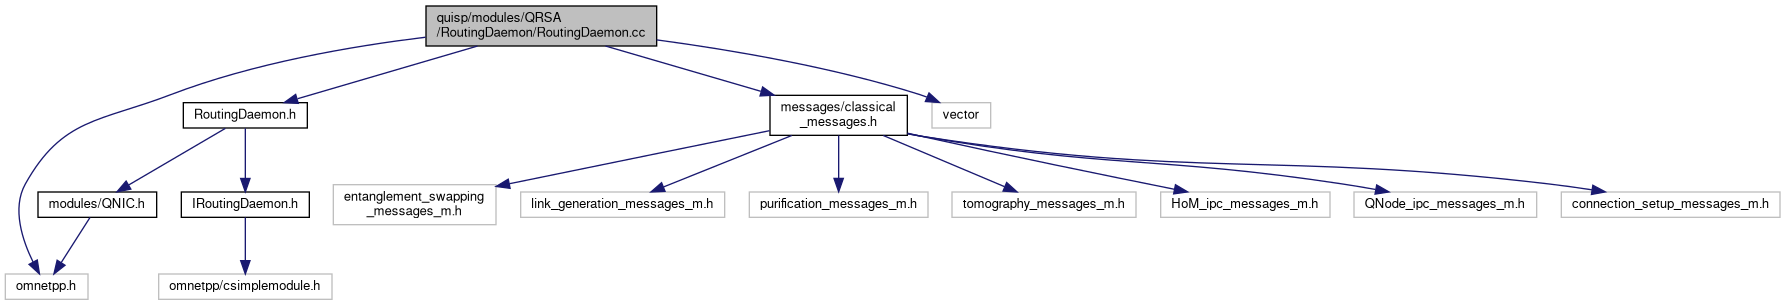 quisp/modules/QRSA
/RoutingDaemon/RoutingDaemon.cc
RoutingDaemon.h
messages/classical
_messages.h
vector
modules/QNIC.h
IRoutingDaemon.h
entanglement_swapping
_messages_m.h
link_generation_messages_m.h
purification_messages_m.h
tomography_messages_m.h
HoM_ipc_messages_m.h
QNode_ipc_messages_m.h
connection_setup_messages_m.h
omnetpp.h
omnetpp/csimplemodule.h